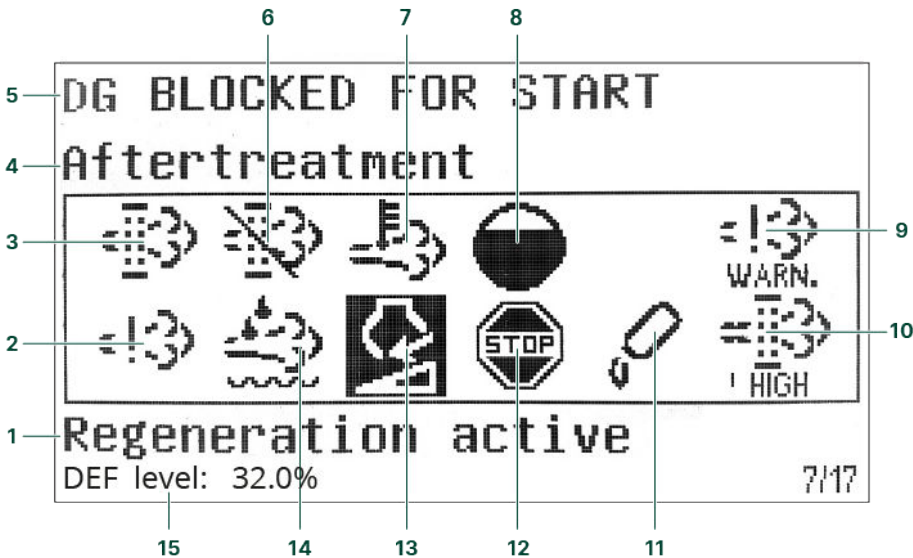 6 7 8
5 DG BLOCKED FOR START
4 Aftertreatment
3 9
WARN.
2 STOP 10
! HIGH
1 Regeneration active
DEF level: 32.0% 7/17
11
15 14 13 12